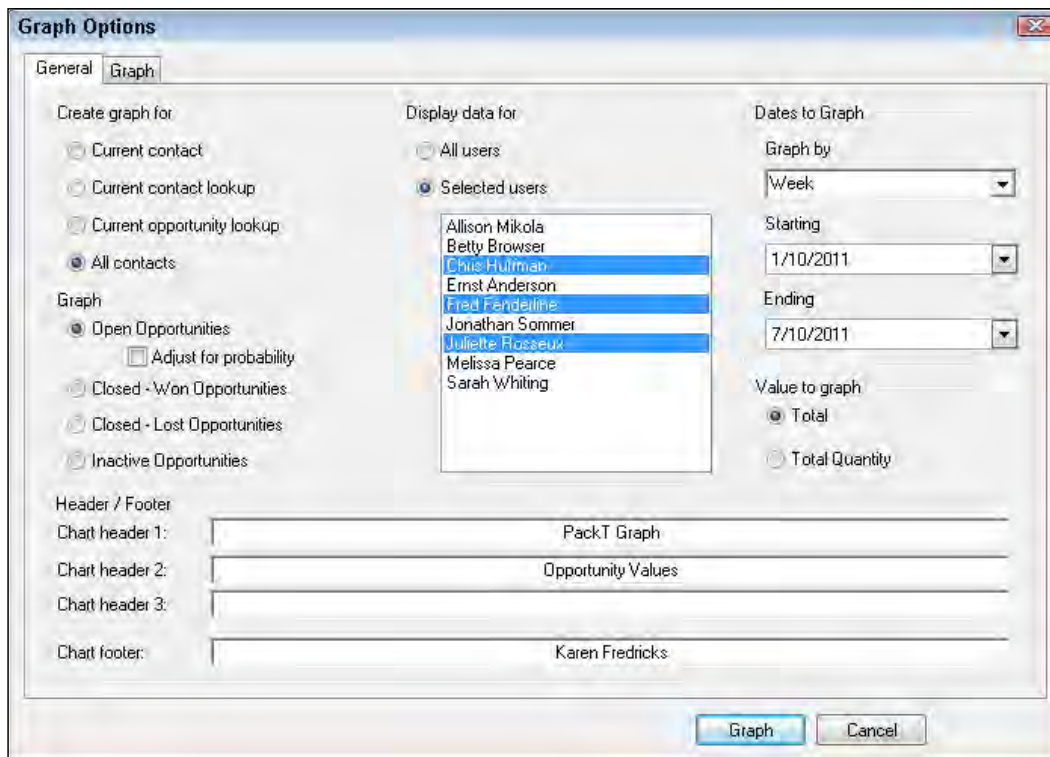 Graph Options
General
Graph
Create graph for
Current contact
Current contact lookup
Current opportunity lookup
All contacts
Graph
Open Opportunities
Adjust for probability
Closed - Won Opportunities
Closed - Lost Opportunities
Inactive Opportunities
Display data for
All users
Selected users
Allison Mikola
Betty Browser
Chris Huffman
Ernst Anderson
Fred Fenderline
Jonathan Sommer
Juliette Rosseux
Melissa Pearce
Sarah Whiting
Dates to Graph
Graph by
Week
Starting
1/10/2011
Ending
7/10/2011
Value to graph
Total
Total Quantity
Header / Footer
Chart header 1:
PackT Graph
Chart header 2:
Opportunity Values
Chart header 3:
Chart footer:
Karen Fredricks
Graph
Cancel